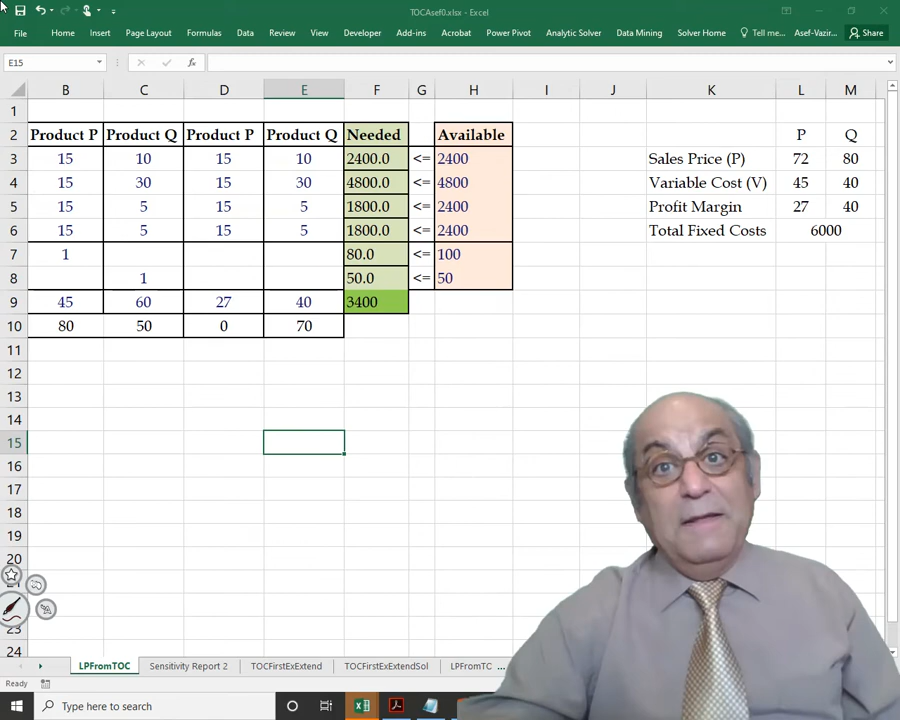 TOCAsef0.xlsx - Excel
File Home Insert Page Layout Formulas Data Review View Developer Add-ins Acrobat Power Pivot Analytic Solver Data Mining Solver Home Tell me... Asef-Vazir... Share
E15 fx
B C D E F G H I J K L M
1
2 Product P Product Q Product P Product Q Needed Available P Q
3 15 10 15 10 2400.0 <= 2400 Sales Price (P) 72 80
4 15 30 15 30 4800.0 <= 4800 Variable Cost (V) 45 40
5 15 5 15 5 1800.0 <= 2400 Profit Margin 27 40
6 15 5 15 5 1800.0 <= 2400 Total Fixed Costs 6000
7 1 80.0 <= 100
8 1 50.0 <= 50
9 45 60 27 40 3400
10 80 50 0 70
11
12
13
14
15
16
17
18
19
20
23
24
LPFromTOC Sensitivity Report 2 TOCFirstExExtend TOCFirstExExtendSol LPFromTC ...
Ready
Type here to search